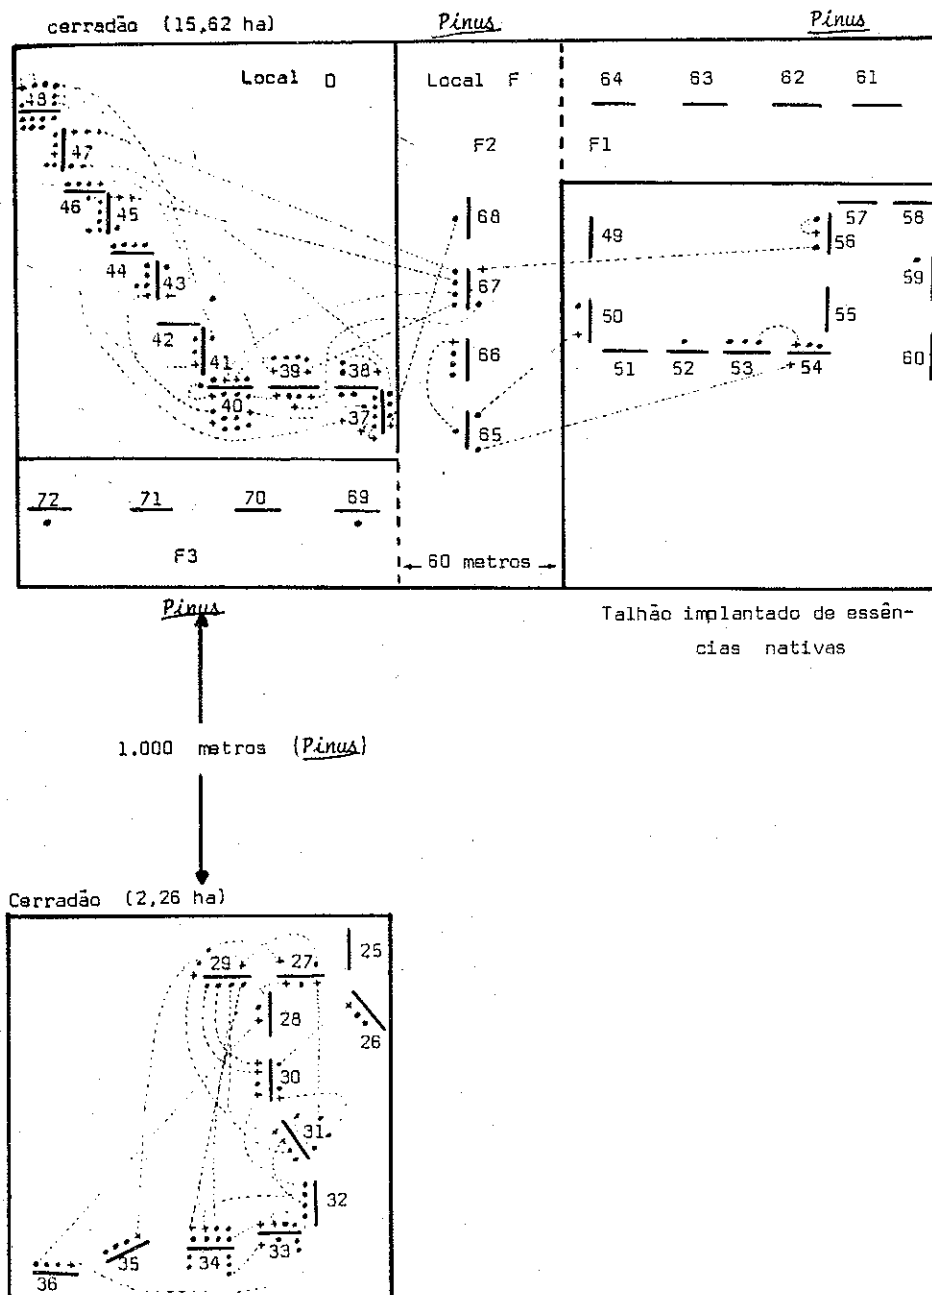 cerradão (15,62 ha)
Pinus
Pinus
Local D
Local F
64 63 62 61
48
F2
F1
47
46
45
68
57 58
49
56
44
43
59
67
50
55
42
41
66
39 38
51 52 53 54
60
40
37
65
72 71 70 69
F3
60 metros
Pinus
Talhão implantado de essên-
cias nativas
1.000 metros (Pinus)
Cerradão (2,26 ha)
25
29 27
28
26
30
31
32
33
34
35
36